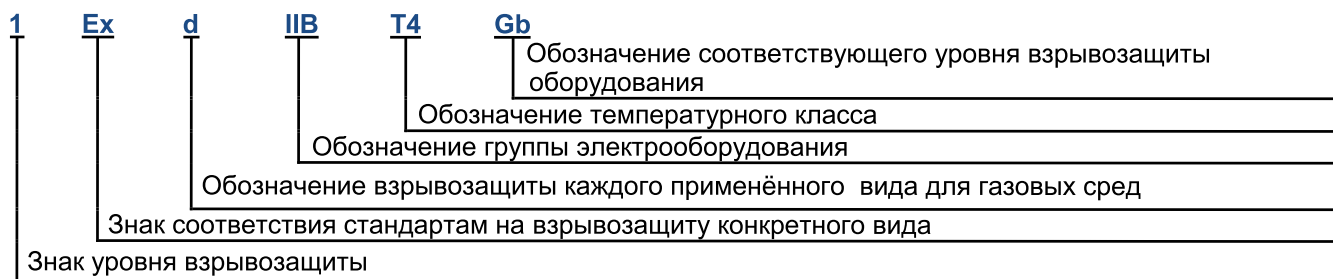 1 Ex d IIB T4 Gb
Обозначение соответствующего уровня взрывозащиты
оборудования
Обозначение температурного класса
Обозначение группы электрооборудования
Обозначение взрывозащиты каждого применённого вида для газовых сред
Знак соответствия стандартам на взрывозащиту конкретного вида
Знак уровня взрывозащиты